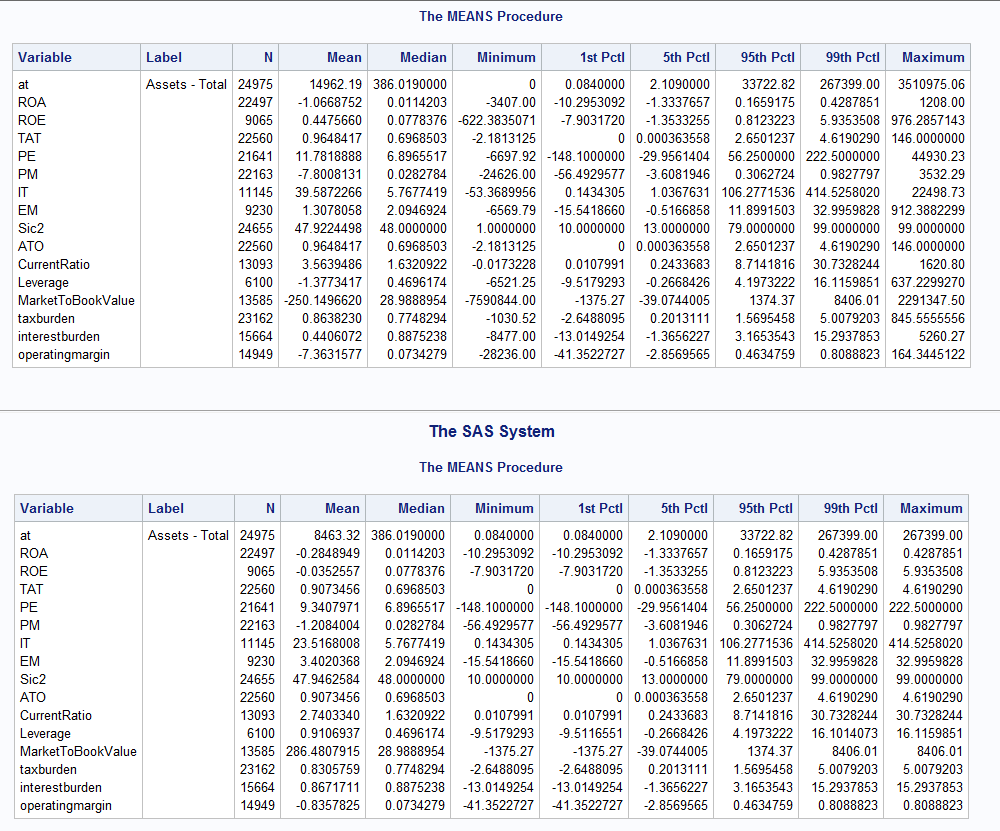 The MEANS Procedure
Variable Label N Mean Median Minimum 1st Pctl 5th Pctl 95th Pctl 99th Pctl Maximum
at Assets - Total 24975 14962.19 386.0190000 0 0.0840000 2.1090000 33722.82 267399.00 3510975.06
ROA 22497 -1.0668752 0.0114203 -3407.00 -10.2953092 -1.3337657 0.1659175 0.4287851 1208.00
ROE 9065 0.4475660 0.0778376 -622.3835071 -7.9031720 -1.3533255 0.8123223 5.9353508 976.2857143
TAT 22560 0.9648417 0.6968503 -2.1813125 0 0.000363558 2.6501237 4.6190290 146.0000000
PE 21641 11.7818888 6.8965517 -6697.92 -148.1000000 -29.9561404 56.2500000 222.5000000 44930.23
PM 22163 -7.8008131 0.0282784 -24626.00 -56.4929577 -3.6081946 0.3062724 0.9827797 3532.29
IT 11145 39.5872266 5.7677419 -53.3689956 0.1434305 1.0367631 106.2771536 414.5258020 22498.73
EM 9230 1.3078058 2.0946924 -6569.79 -15.5418660 -0.5166858 11.8991503 32.9959828 912.3882299
Sic2 24655 47.9224498 48.0000000 1.0000000 10.0000000 13.0000000 79.0000000 99.0000000 99.0000000
ATO 22560 0.9648417 0.6968503 -2.1813125 0 0.000363558 2.6501237 4.6190290 146.0000000
CurrentRatio 13093 3.5639486 1.6320922 -0.0173228 0.0107991 0.2433683 8.7141816 30.7328244 1620.80
Leverage 6100 -1.3773417 0.4696174 -6521.25 -9.5179293 -0.2668426 4.1973222 16.1159851 637.2299270
MarketToBookValue 13585 -250.1496620 28.9888954 -7590844.00 -1375.27 -39.0744005 1374.37 8406.01 2291347.50
taxburden 23162 0.8638230 0.7748294 -1030.52 -2.6488095 0.2013111 1.5695458 5.0079203 845.5555556
interestburden 15664 0.4406072 0.8875238 -8477.00 -13.0149254 -1.3656227 3.1653543 15.2937853 5260.27
operatingmargin 14949 -7.3631577 0.0734279 -28236.00 -41.3522727 -2.8569565 0.4634759 0.8088823 164.3445122
The SAS System
The MEANS Procedure
Variable Label N Mean Median Minimum 1st Pctl 5th Pctl 95th Pctl 99th Pctl Maximum
at Assets - Total 24975 8463.32 386.0190000 0.0840000 0.0840000 2.1090000 33722.82 267399.00 267399.00
ROA 22497 -0.2848949 0.0114203 -10.2953092 -10.2953092 -1.3337657 0.1659175 0.4287851 0.4287851
ROE 9065 -0.0352557 0.0778376 -7.9031720 -7.9031720 -1.3533255 0.8123223 5.9353508 5.9353508
TAT 22560 0.9073456 0.6968503 0 0 0.000363558 2.6501237 4.6190290 4.6190290
PE 21641 9.3407971 6.8965517 -148.1000000 -148.1000000 -29.9561404 56.2500000 222.5000000 222.5000000
PM 22163 -1.2084004 0.0282784 -56.4929577 -56.4929577 -3.6081946 0.3062724 0.9827797 0.9827797
IT 11145 23.5168008 5.7677419 0.1434305 0.1434305 1.0367631 106.2771536 414.5258020 414.5258020
EM 9230 3.4020368 2.0946924 -15.5418660 -15.5418660 -0.5166858 11.8991503 32.9959828 32.9959828
Sic2 24655 47.9462584 48.0000000 10.0000000 10.0000000 13.0000000 79.0000000 99.0000000 99.0000000
ATO 22560 0.9073456 0.6968503 0 0 0.000363558 2.6501237 4.6190290 4.6190290
CurrentRatio 13093 2.7403340 1.6320922 0.0107991 0.0107991 0.2433683 8.7141816 30.7328244 30.7328244
Leverage 6100 0.9106937 0.4696174 -9.5179293 -9.5116551 -0.2668426 4.1973222 16.1014073 16.1159851
MarketToBookValue 13585 286.4807915 28.9888954 -1375.27 -1375.27 -39.0744005 1374.37 8406.01 8406.01
taxburden 23162 0.8305759 0.7748294 -2.6488095 -2.6488095 0.2013111 1.5695458 5.0079203 5.0079203
interestburden 15664 0.8671711 0.8875238 -13.0149254 -13.0149254 -1.3656227 3.1653543 15.2937853 15.2937853
operatingmargin 14949 -0.8357825 0.0734279 -41.3522727 -41.3522727 -2.8569565 0.4634759 0.8088823 0.8088823